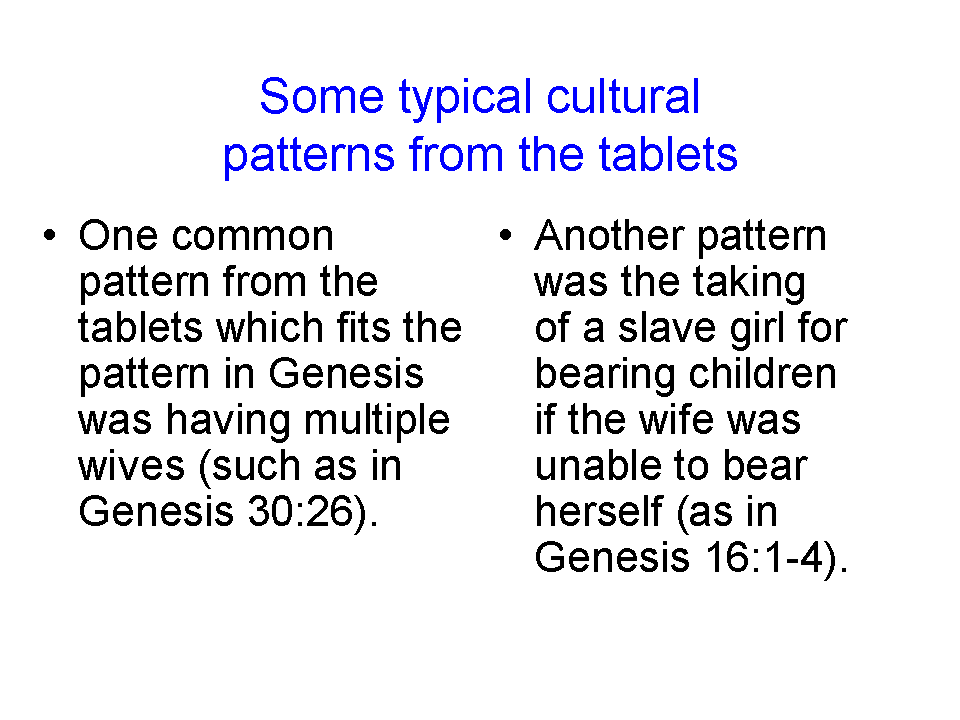 Some typical cultural
patterns from the tablets
• One common
pattern from the
tablets which fits the
pattern in Genesis
was having multiple
wives (such as in
Genesis 30:26).
• Another pattern
was the taking
of a slave girl for
bearing children
if the wife was
unable to bear
herself (as in
Genesis 16:1-4).